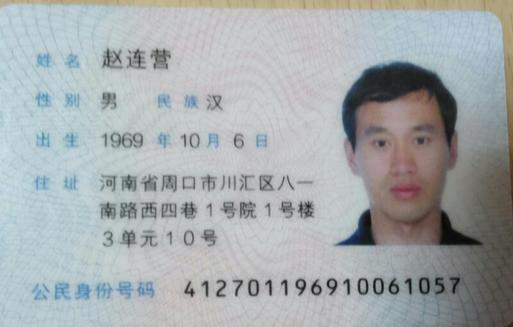 姓名 赵连营
性别 男 民族 汉
出生 1969 年 10 月 6 日
住址 河南省周口市川汇区八一
南路西四巷1号院1号楼
3单元10号
公民身份号码 412701196910061057